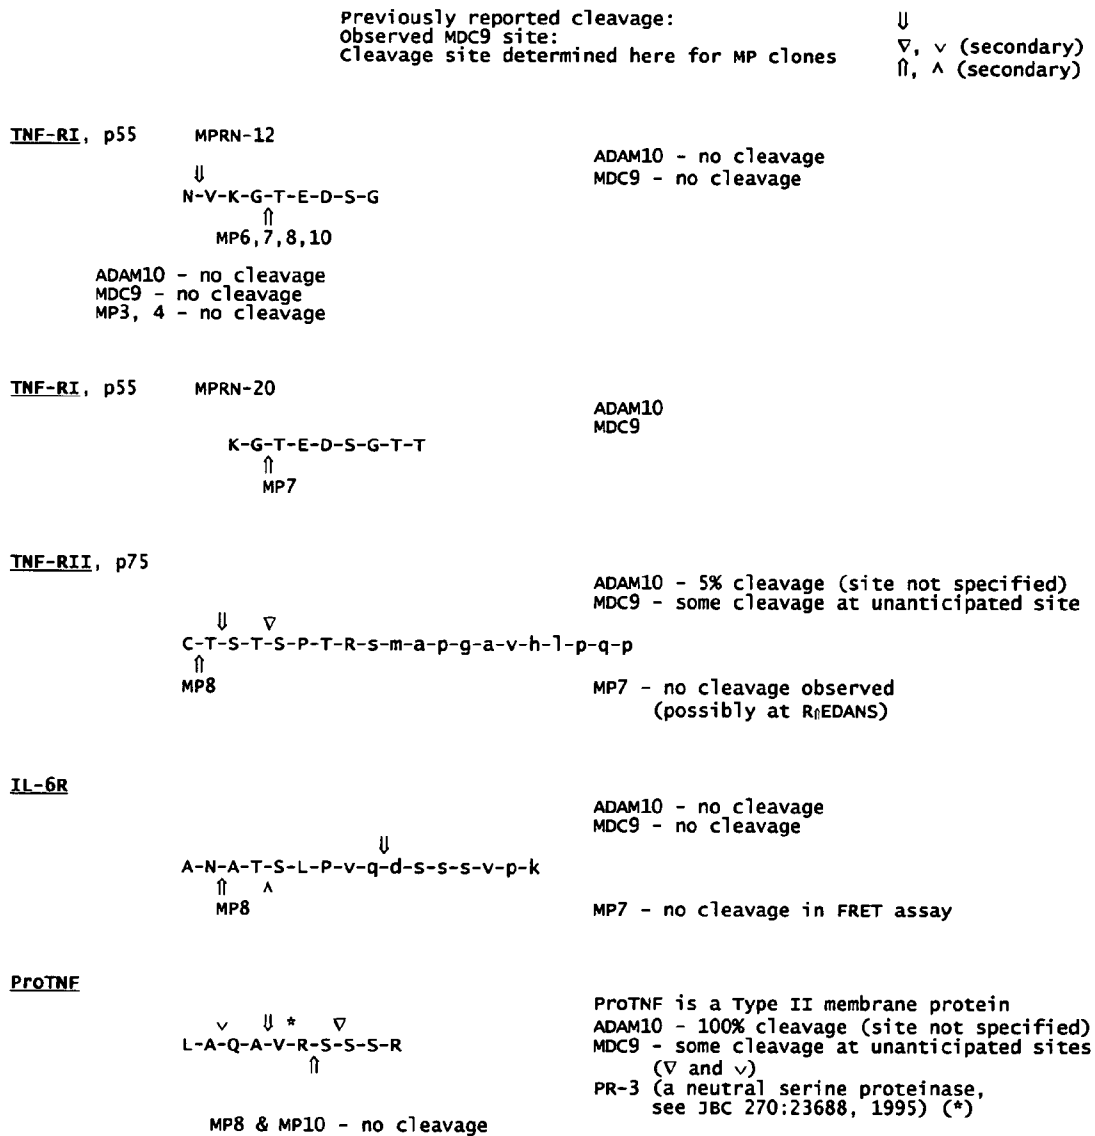 Previously reported cleavage: ⇓
Observed MDC9 site: ∇, ∨ (secondary)
Cleavage site determined here for MP clones ⇑, ∧ (secondary)
TNF-RI, p55 MPRN-12
ADAM10 - no cleavage
MDC9 - no cleavage
⇓
N-V-K-G-T-E-D-S-G
⇑
MP6,7,8,10
ADAM10 - no cleavage
MDC9 - no cleavage
MP3, 4 - no cleavage
TNF-RI, p55 MPRN-20
ADAM10
MDC9
K-G-T-E-D-S-G-T-T
⇑
MP7
TNF-RII, p75
ADAM10 - 5% cleavage (site not specified)
MDC9 - some cleavage at unanticipated site
⇓ ∇
C-T-S-T-S-P-T-R-s-m-a-p-g-a-v-h-l-p-q-p
⇑
MP8
MP7 - no cleavage observed
(possibly at R⇑EDANS)
IL-6R
ADAM10 - no cleavage
MDC9 - no cleavage
⇓
A-N-A-T-S-L-P-v-q-d-s-s-s-v-p-k
⇑ ∧
MP8
MP7 - no cleavage in FRET assay
ProTNF
ProTNF is a Type II membrane protein
ADAM10 - 100% cleavage (site not specified)
MDC9 - some cleavage at unanticipated sites
(∇ and ∨)
PR-3 (a neutral serine proteinase,
see JBC 270:23688, 1995) (*)
∨ ⇓ * ∇
L-A-Q-A-V-R-S-S-S-R
⇑
MP8 & MP10 - no cleavage